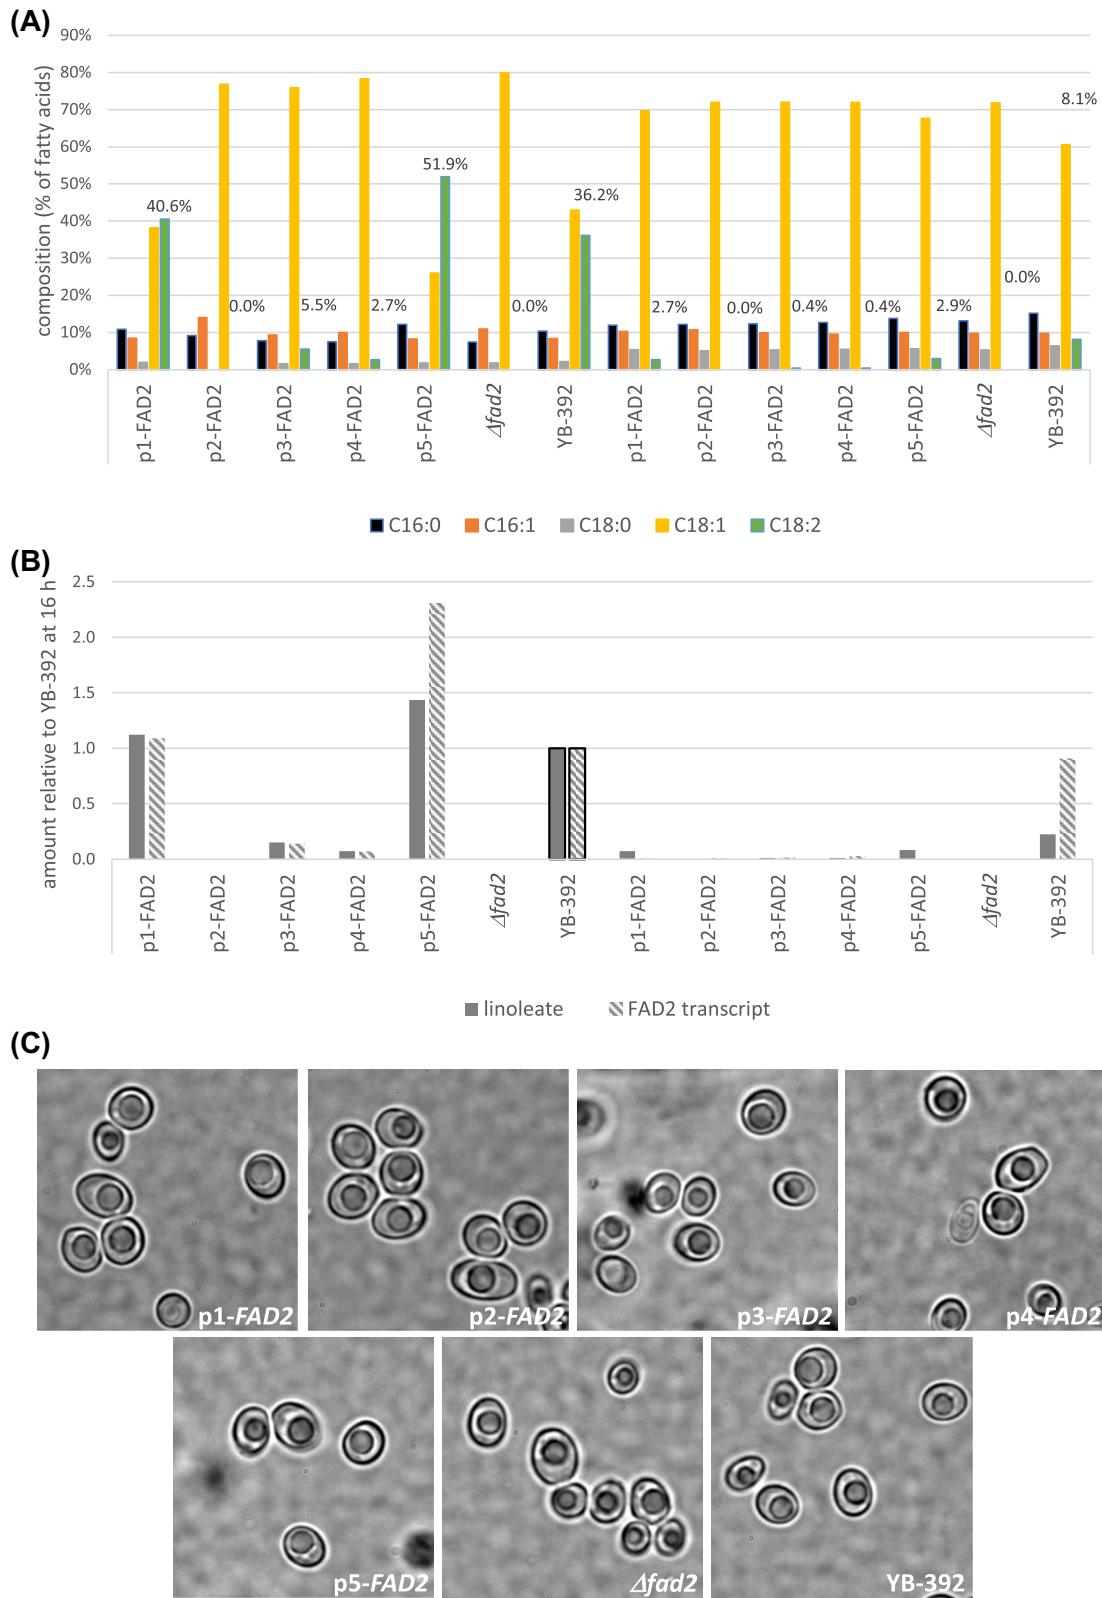 (A)
90%
80%
70%
60%
50%
40%
30%
20%
10%
0%
composition (% of fatty acids)
40.6%
0.0%
5.5%
2.7%
51.9%
0.0%
36.2%
2.7%
0.0%
0.4%
0.4%
2.9%
0.0%
8.1%
p1-FAD2
p2-FAD2
p3-FAD2
p4-FAD2
p5-FAD2
Δfad2
YB-392
p1-FAD2
p2-FAD2
p3-FAD2
p4-FAD2
p5-FAD2
Δfad2
YB-392
C16:0 C16:1 C18:0 C18:1 C18:2
(B)
amount relative to YB-392 at 16 h
2.5
2.0
1.5
1.0
0.5
0.0
p1-FAD2
p2-FAD2
p3-FAD2
p4-FAD2
p5-FAD2
Δfad2
YB-392
p1-FAD2
p2-FAD2
p3-FAD2
p4-FAD2
p5-FAD2
Δfad2
YB-392
linoleate FAD2 transcript
(C)
p1-FAD2
p2-FAD2
p3-FAD2
p4-FAD2
p5-FAD2
Δfad2
YB-392